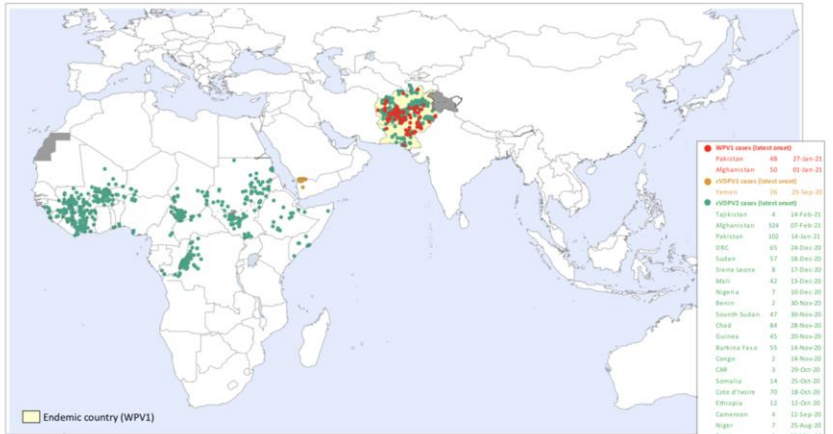 WPV1 cases (latest onset)
Pakistan 48 27-Jan-21
Afghanistan 50 01-Jan-21
cVDPV1 cases (latest onset)
Yemen 26 25-Sep-20
cVDPV2 cases (latest onset)
Tajikistan 4 14-Feb-21
Afghanistan 324 07-Feb-21
Pakistan 102 14-Jan-21
DRC 65 24-Dec-20
Sudan 57 18-Dec-20
Sierra Leone 8 17-Dec-20
Mali 42 19-Dec-20
Nigeria 7 10-Dec-20
Benin 2 30-Nov-20
Sounth Sudan 47 30-Nov-20
Chad 84 28-Nov-20
Guinea 45 20-Nov-20
Burkina Faso 55 14-Nov-20
Congo 2 14-Nov-20
CAR 3 29-Oct-20
Somalia 14 25-Oct-20
Cote d'Ivoire 70 18-Oct-20
Ethiopia 12 12-Oct-20
Cameroon 4 11-Sep-20
Niger 7 25-Aug-20
Endemic country (WPV1)